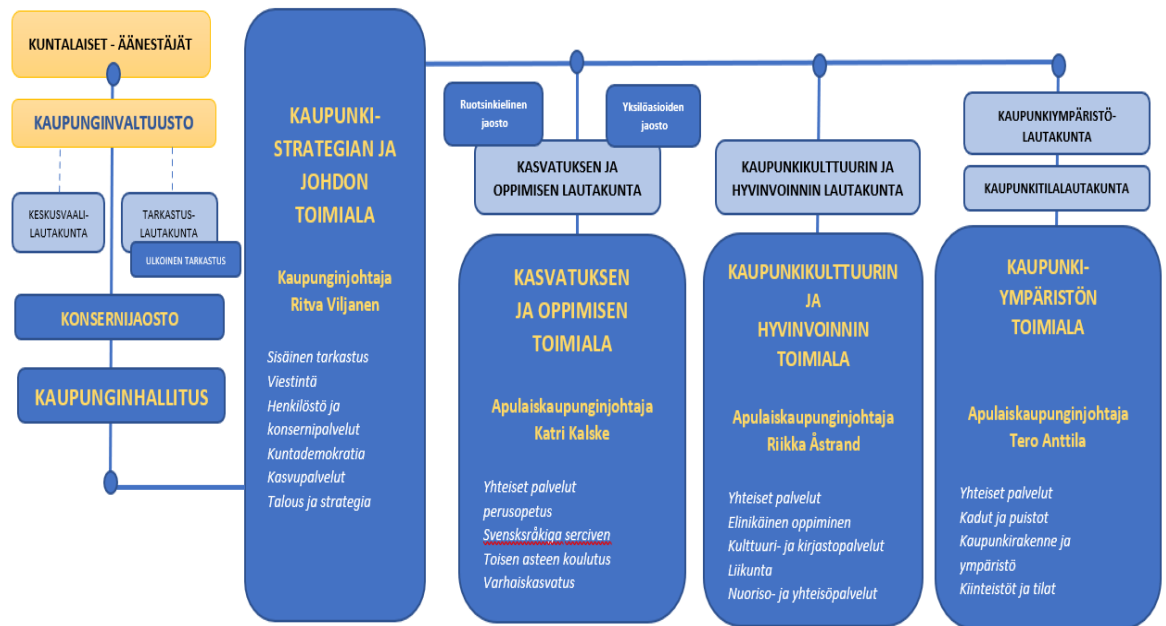 KUNTALAISET - ÄÄNESTÄJÄT
KAUPUNGINVALTUUSTO
KESKUSVAALI-
LAUTAKUNTA
TARKASTUS-
LAUTAKUNTA
ULKOINEN TARKASTUS
KONSERNIJAOSTO
KAUPUNGINHALLITUS
KAUPUNKI-
STRATEGIAN JA
JOHDON
TOIMIALA
Kaupunginjohtaja
Ritva Viljanen
Sisäinen tarkastus
Viestintä
Henkilöstö ja
konsernipalvelut
Kuntademokratia
Kasvupalvelut
Talous ja strategia
Ruotsinkielinen
jaosto
Yksilöasioiden
jaosto
KASVATUKSEN JA
OPPIMISEN LAUTAKUNTA
KASVATUKSEN
JA OPPIMISEN
TOIMIALA
Apulaiskaupunginjohtaja
Katri Kalske
Yhteiset palvelut
perusopetus
Svensksråkiga serciven
Toisen asteen koulutus
Varhaiskasvatus
KAUPUNKIKULTTUURIN JA
HYVINVOINNIN LAUTAKUNTA
KAUPUNKIKULTTUURIN
JA
HYVINVOINNIN
TOIMIALA
Apulaiskaupunginjohtaja
Riikka Åstrand
Yhteiset palvelut
Elinikäinen oppiminen
Kulttuuri- ja kirjastopalvelut
Liikunta
Nuoriso- ja yhteisöpalvelut
KAUPUNKIYMPÄRISTÖ-
LAUTAKUNTA
KAUPUNKITILALAUTAKUNTA
KAUPUNKI-
YMPÄRISTÖN
TOIMIALA
Apulaiskaupunginjohtaja
Tero Anttila
Yhteiset palvelut
Kadut ja puistot
Kaupunkirakenne ja
ympäristö
Kiinteistöt ja tilat